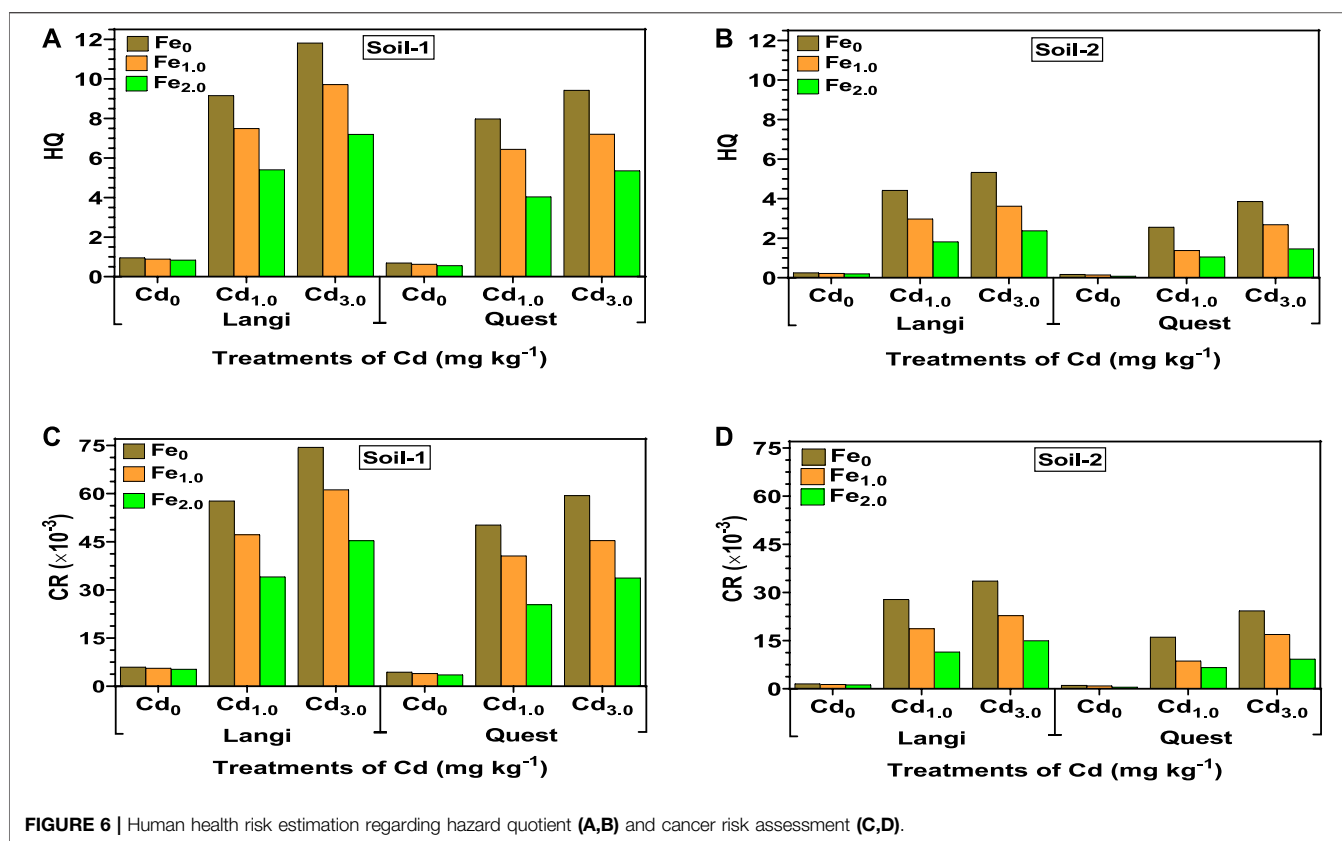 A
Soil-1
Fe0
Fe1.0
Fe2.0
HQ
12
10
8
6
4
2
0
Cd0 Cd1.0 Cd3.0 Cd0 Cd1.0 Cd3.0
Langi Quest
Treatments of Cd (mg kg-1)
B
Soil-2
Fe0
Fe1.0
Fe2.0
HQ
12
10
8
6
4
2
0
Cd0 Cd1.0 Cd3.0 Cd0 Cd1.0 Cd3.0
Langi Quest
Treatments of Cd (mg kg-1)
C
Soil-1
Fe0
Fe1.0
Fe2.0
CR (×10-3)
75
60
45
30
15
0
Cd0 Cd1.0 Cd3.0 Cd0 Cd1.0 Cd3.0
Langi Quest
Treatments of Cd (mg kg-1)
D
Soil-2
Fe0
Fe1.0
Fe2.0
CR (×10-3)
75
60
45
30
15
0
Cd0 Cd1.0 Cd3.0 Cd0 Cd1.0 Cd3.0
Langi Quest
Treatments of Cd (mg kg-1)
FIGURE 6 | Human health risk estimation regarding hazard quotient (A,B) and cancer risk assessment (C,D).